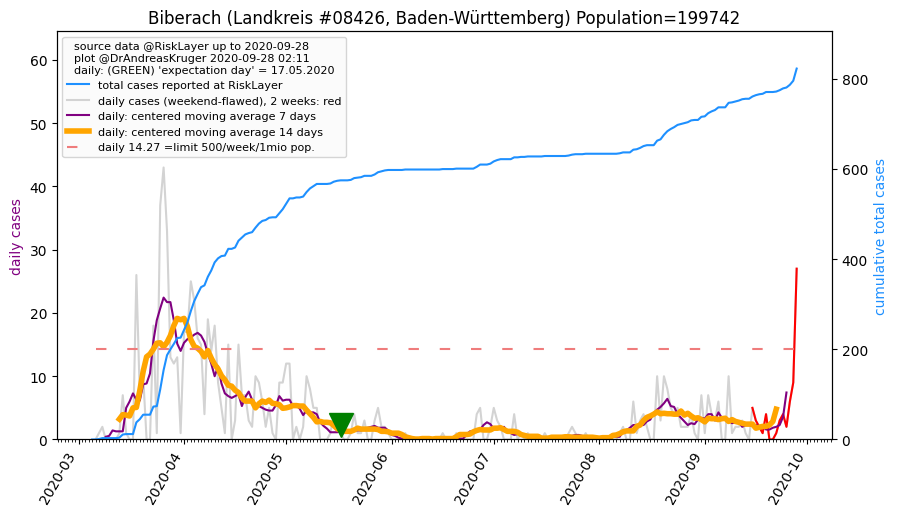 Biberach (Landkreis #08426, Baden-Württemberg) Population=199742
source data @RiskLayer up to 2020-09-28
plot @DrAndreasKruger 2020-09-28 02:11
daily: (GREEN) 'expectation day' = 17.05.2020
total cases reported at RiskLayer
daily cases (weekend-flawed), 2 weeks: red
daily: centered moving average 7 days
daily: centered moving average 14 days
daily 14.27 =limit 500/week/1mio pop.
daily cases
60
50
40
30
20
10
0
cumulative total cases
800
600
400
200
0
2020-03
2020-04
2020-05
2020-06
2020-07
2020-08
2020-09
2020-10